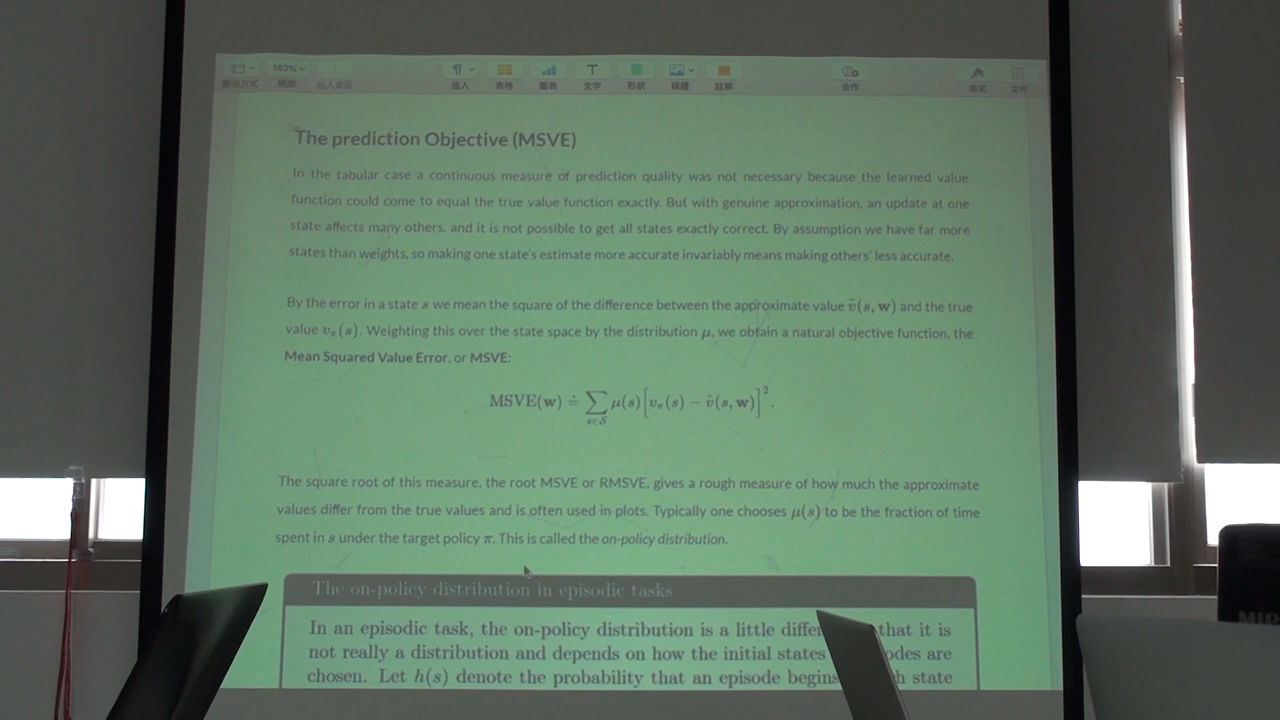 163%
插入 表格 圖表 文字 形狀 媒體 註解 合作 格式 文件
The prediction Objective (MSVE)
In the tabular case a continuous measure of prediction quality was not necessary because the learned value
function could come to equal the true value function exactly. But with genuine approximation, an update at one
state affects many others, and it is not possible to get all states exactly correct. By assumption we have far more
states than weights, so making one state's estimate more accurate invariably means making others' less accurate.
By the error in a state s we mean the square of the difference between the approximate value v̂(s, w) and the true
value vπ(s). Weighting this over the state space by the distribution μ, we obtain a natural objective function, the
Mean Squared Value Error, or MSVE:
MSVE(w) ≐ ∑s∈S μ(s)[vπ(s) − v̂(s, w)]².
The square root of this measure, the root MSVE or RMSVE, gives a rough measure of how much the approximate
values differ from the true values and is often used in plots. Typically one chooses μ(s) to be the fraction of time
spent in s under the target policy π. This is called the on-policy distribution.
The on-policy distribution in episodic tasks
In an episodic task, the on-policy distribution is a little differ that it is
not really a distribution and depends on how the initial states odes are
chosen. Let h(s) denote the probability that an episode begins h state